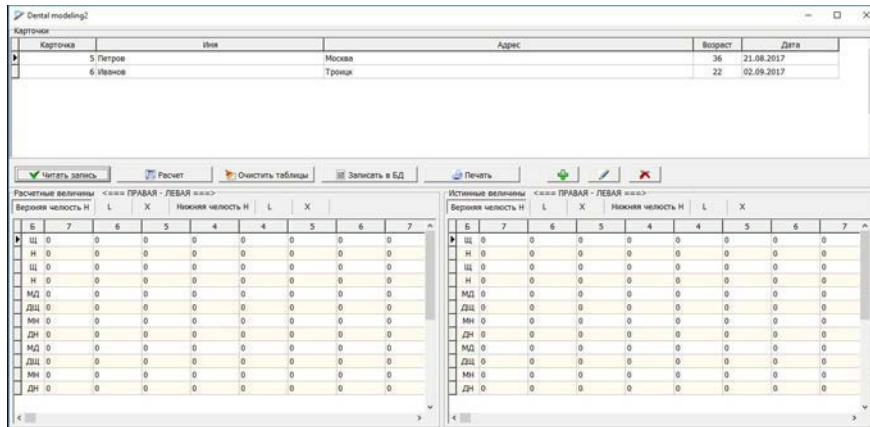 Dental modeling2
Карточки
Карточка Имя Адрес Возраст Дата
5 Петров Москва 36 21.08.2017
6 Иванов Троицк 22 02.09.2017
Читать запись Расчет Очистить таблицы Записать в БД Печать
Расчетные величины <=== ПРАВАЯ - ЛЕВАЯ ===> Истинные величины <=== ПРАВАЯ - ЛЕВАЯ ===>
Верхняя челюсть H L X Нижняя челюсть H L X Верхняя челюсть H L X Нижняя челюсть H L X
Б 7 6 5 4 4 5 6 7 Б 7 6 5 4 4 5 6 7
Щ 0 0 0 0 0 0 0 0 Щ 0 0 0 0 0 0 0 0
Н 0 0 0 0 0 0 0 0 Н 0 0 0 0 0 0 0 0
Щ 0 0 0 0 0 0 0 0 Щ 0 0 0 0 0 0 0 0
Н 0 0 0 0 0 0 0 0 Н 0 0 0 0 0 0 0 0
МД 0 0 0 0 0 0 0 0 МД 0 0 0 0 0 0 0 0
ДЩ 0 0 0 0 0 0 0 0 ДЩ 0 0 0 0 0 0 0 0
МН 0 0 0 0 0 0 0 0 МН 0 0 0 0 0 0 0 0
ДН 0 0 0 0 0 0 0 0 ДН 0 0 0 0 0 0 0 0
МД 0 0 0 0 0 0 0 0 МД 0 0 0 0 0 0 0 0
ДЩ 0 0 0 0 0 0 0 0 ДЩ 0 0 0 0 0 0 0 0
МН 0 0 0 0 0 0 0 0 МН 0 0 0 0 0 0 0 0
ДН 0 0 0 0 0 0 0 0 ДН 0 0 0 0 0 0 0 0